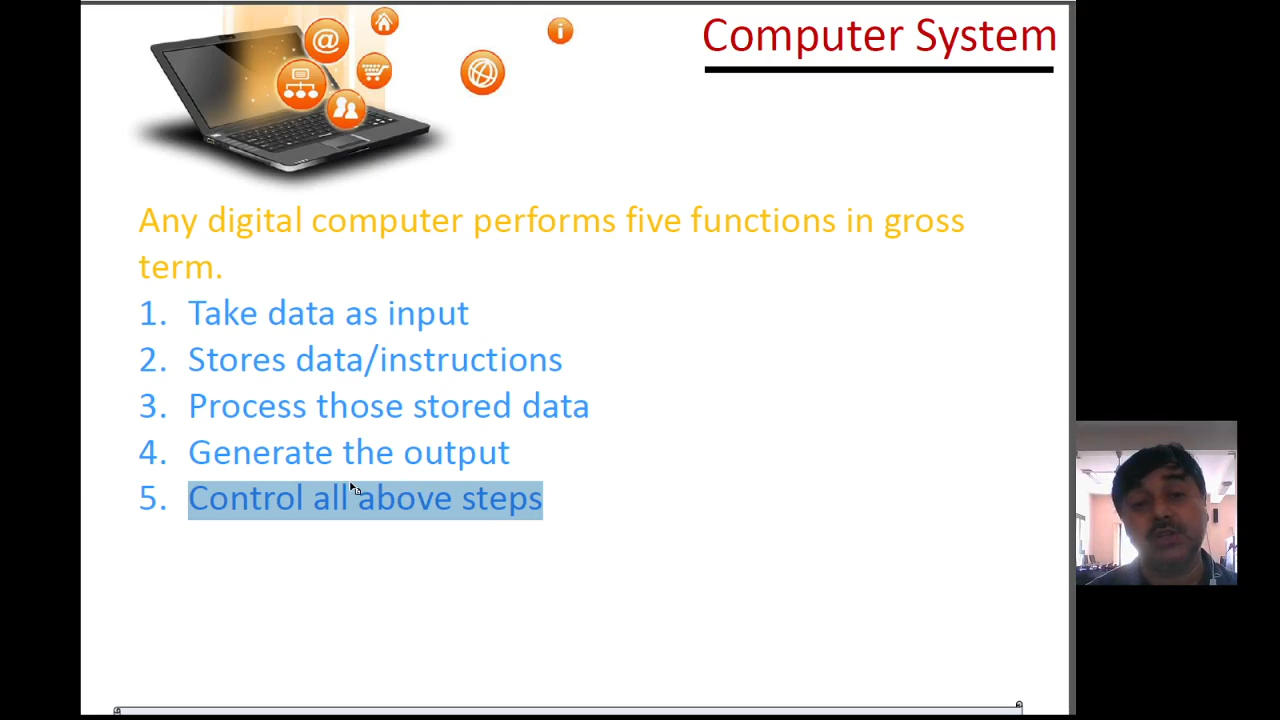 Computer System
Any digital computer performs five functions in gross
term.
1. Take data as input
2. Stores data/instructions
3. Process those stored data
4. Generate the output
5. Control all above steps